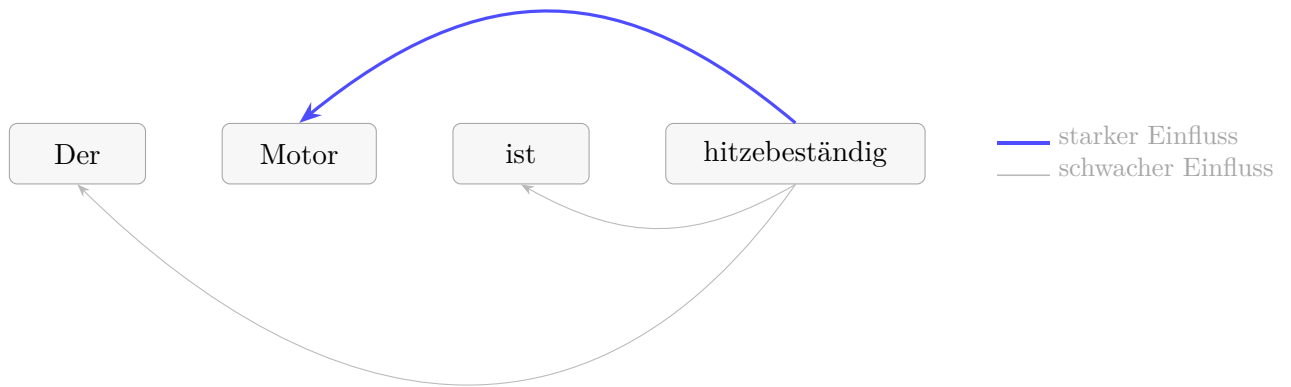 Der Motor ist hitzebeständig
starker Einfluss
schwacher Einfluss